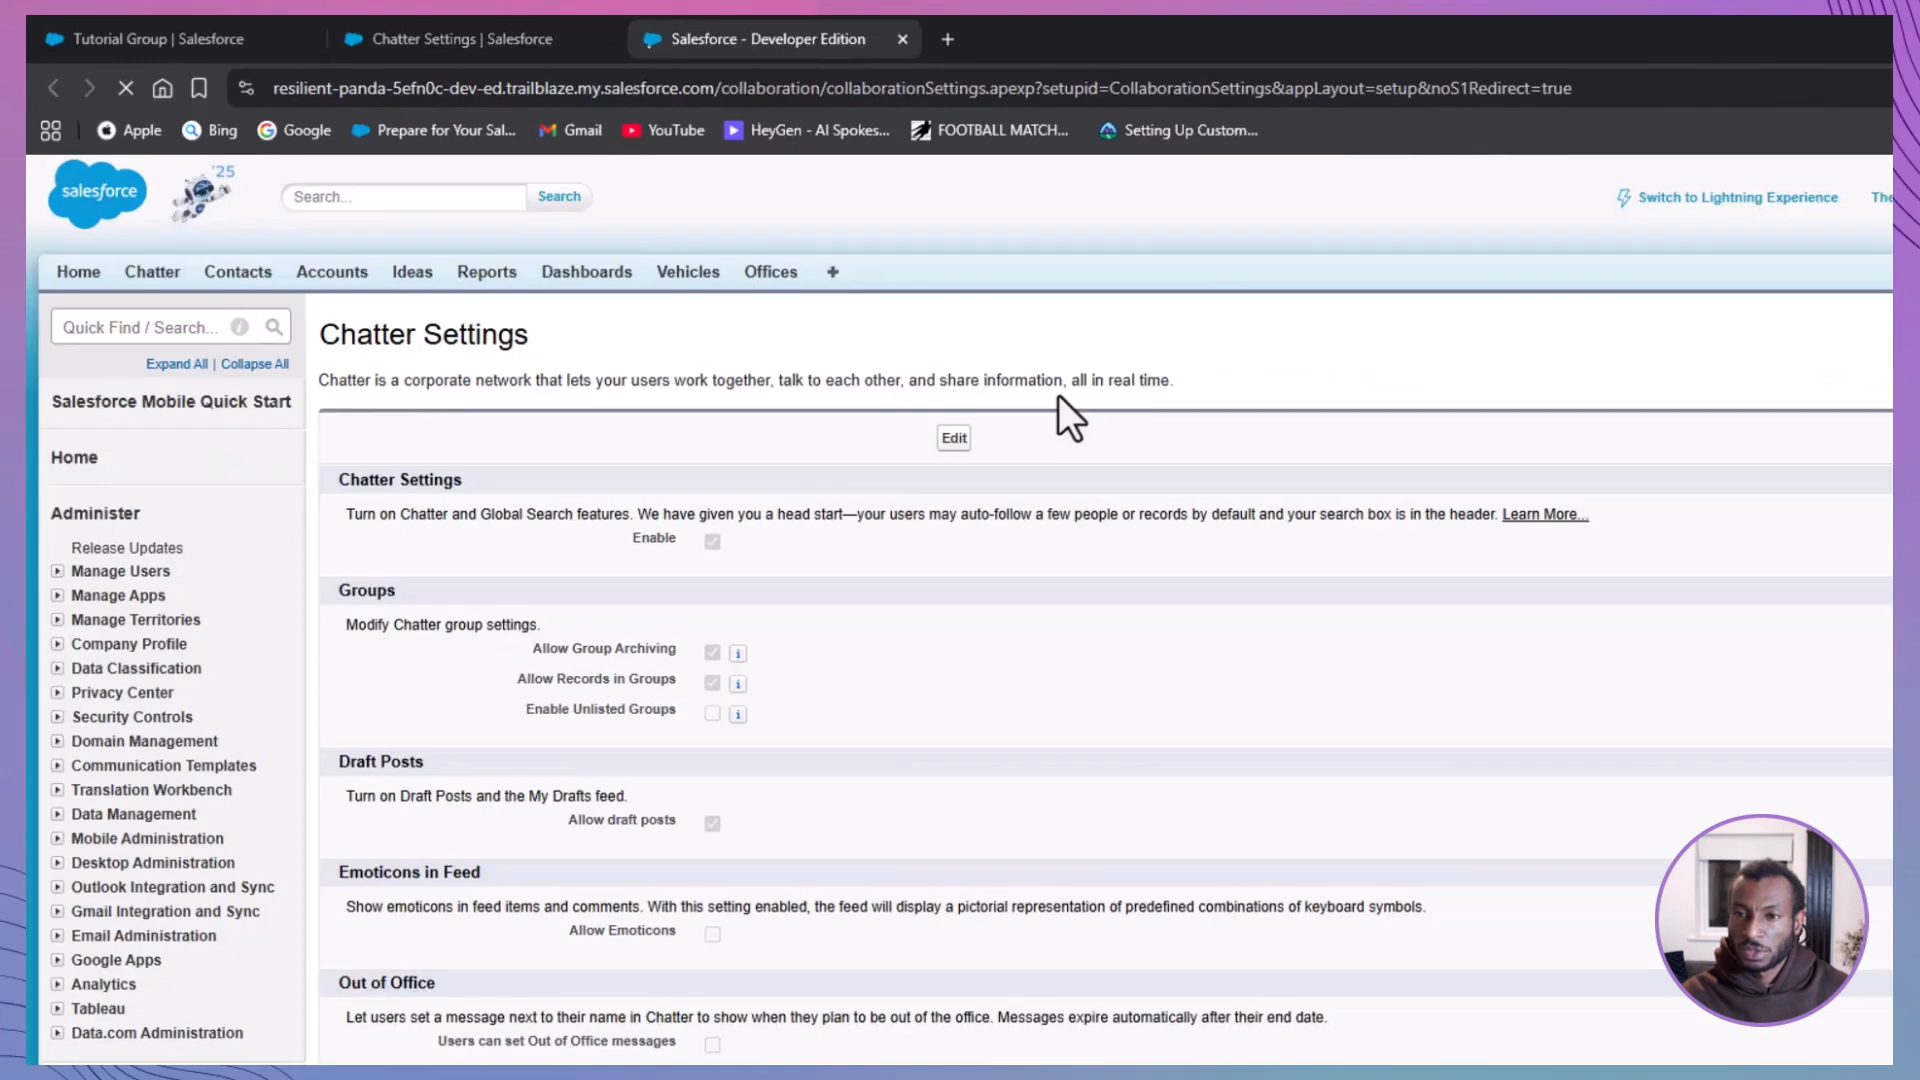 Tutorial Group | Salesforce
Chatter Settings | Salesforce
Salesforce - Developer Edition
resilient-panda-5efn0c-dev-ed.trailblaze.my.salesforce.com/collaboration/collaborationSettings.apexp?setupid=CollaborationSettings&appLayout=setup&noS1Redirect=true
Apple
Bing
Google
Prepare for Your Sal...
Gmail
YouTube
HeyGen - AI Spokes...
FOOTBALL MATCH...
Setting Up Custom...
salesforce
'25
Search...
Search
Switch to Lightning Experience
The
Home Chatter Contacts Accounts Ideas Reports Dashboards Vehicles Offices +
Quick Find / Search...
Expand All | Collapse All
Salesforce Mobile Quick Start
Home
Administer
Release Updates
Manage Users
Manage Apps
Manage Territories
Company Profile
Data Classification
Privacy Center
Security Controls
Domain Management
Communication Templates
Translation Workbench
Data Management
Mobile Administration
Desktop Administration
Outlook Integration and Sync
Gmail Integration and Sync
Email Administration
Google Apps
Analytics
Tableau
Data.com Administration
Chatter Settings
Chatter is a corporate network that lets your users work together, talk to each other, and share information, all in real time.
Edit
Chatter Settings
Turn on Chatter and Global Search features. We have given you a head start—your users may auto-follow a few people or records by default and your search box is in the header. Learn More...
Enable
Groups
Modify Chatter group settings.
Allow Group Archiving
Allow Records in Groups
Enable Unlisted Groups
Draft Posts
Turn on Draft Posts and the My Drafts feed.
Allow draft posts
Emoticons in Feed
Show emoticons in feed items and comments. With this setting enabled, the feed will display a pictorial representation of predefined combinations of keyboard symbols.
Allow Emoticons
Out of Office
Let users set a message next to their name in Chatter to show when they plan to be out of the office. Messages expire automatically after their end date.
Users can set Out of Office messages